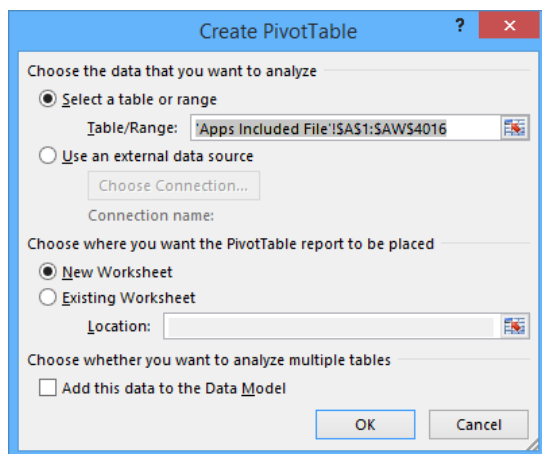 Create PivotTable
?
×
Choose the data that you want to analyze
Select a table or range
Table/Range: 'Apps Included File'!$A$1:$AW$4016
Use an external data source
Choose Connection...
Connection name:
Choose where you want the PivotTable report to be placed
New Worksheet
Existing Worksheet
Location:
Choose whether you want to analyze multiple tables
Add this data to the Data Model
OK Cancel